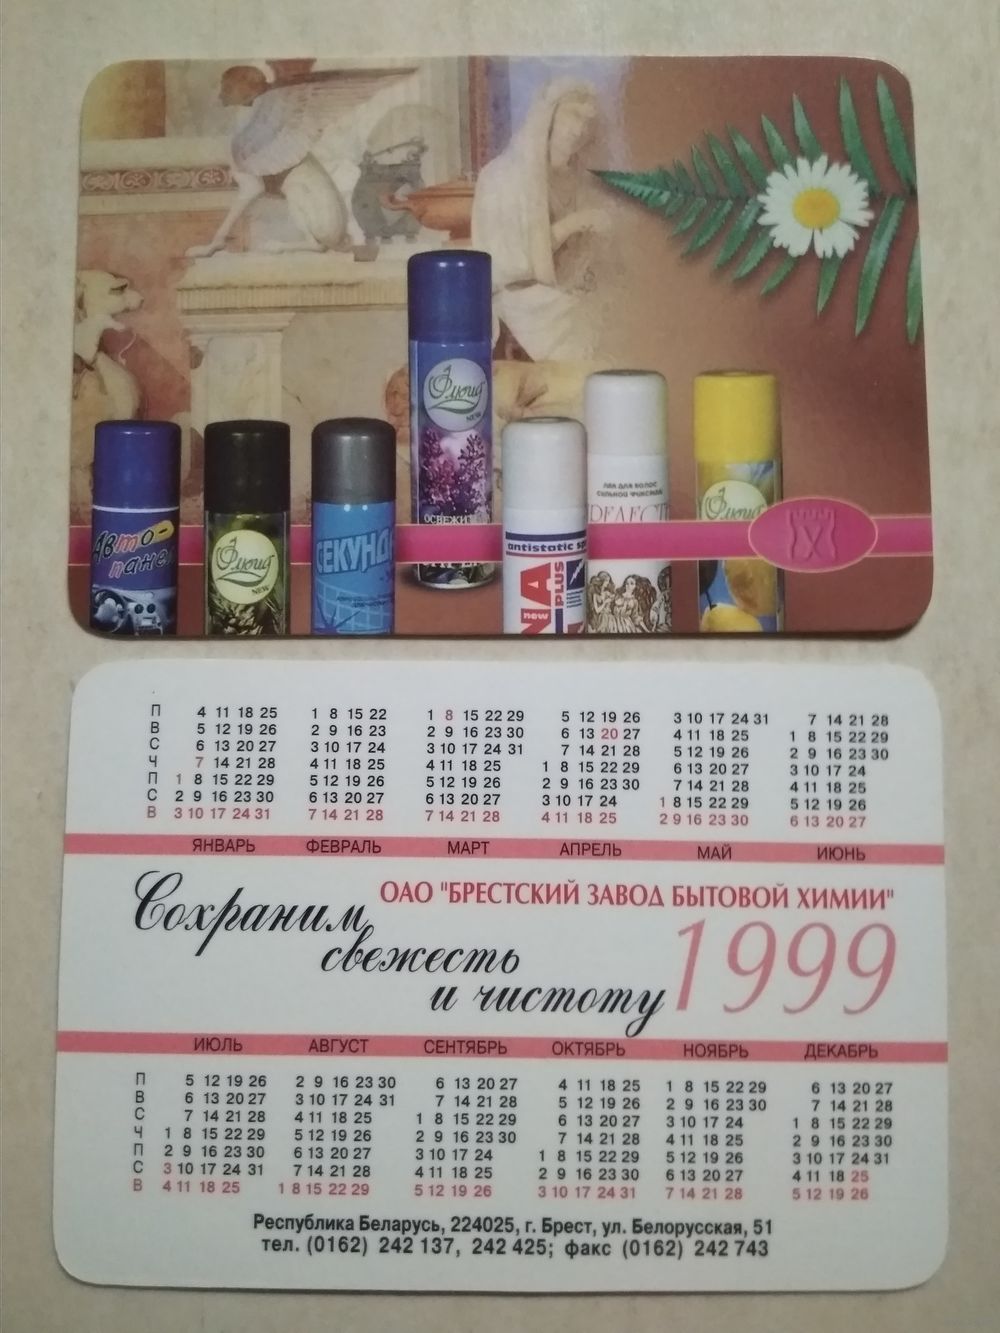 Флюид
NEW
Авто-
Флюид
NEW
СЕКУНД
лак для волос
сильной фиксации
antistatic
new
PLUS
Флюид
П 4 11 18 25 1 8 15 22 1 8 15 22 29 5 12 19 26 3 10 17 24 31 7 14 21 28
В 5 12 19 26 2 9 16 23 2 9 16 23 30 6 13 20 27 4 11 18 25 1 8 15 22 29
С 6 13 20 27 3 10 17 24 3 10 17 24 31 7 14 21 28 5 12 19 26 2 9 16 23 30
Ч 7 14 21 28 4 11 18 25 4 11 18 25 1 8 15 22 29 6 13 20 27 3 10 17 24
П 1 8 15 22 29 5 12 19 26 5 12 19 26 2 9 16 23 30 7 14 21 28 4 11 18 25
С 2 9 16 23 30 6 13 20 27 6 13 20 27 3 10 17 24 1 8 15 22 29 5 12 19 26
В 3 10 17 24 31 7 14 21 28 7 14 21 28 4 11 18 25 2 9 16 23 30 6 13 20 27
ЯНВАРЬ ФЕВРАЛЬ МАРТ АПРЕЛЬ МАЙ ИЮНЬ
ОАО "БРЕСТСКИЙ ЗАВОД БЫТОВОЙ ХИМИИ"
Сохраним
свежесть
и чистоту
1999
ИЮЛЬ АВГУСТ СЕНТЯБРЬ ОКТЯБРЬ НОЯБРЬ ДЕКАБРЬ
П 5 12 19 26 2 9 16 23 30 6 13 20 27 4 11 18 25 1 8 15 22 29 6 13 20 27
В 6 13 20 27 3 10 17 24 31 7 14 21 28 5 12 19 26 2 9 16 23 30 7 14 21 28
С 7 14 21 28 4 11 18 25 1 8 15 22 29 6 13 20 27 3 10 17 24 1 8 15 22 29
Ч 1 8 15 22 29 5 12 19 26 2 9 16 23 30 7 14 21 28 4 11 18 25 2 9 16 23 30
П 2 9 16 23 30 6 13 20 27 3 10 17 24 1 8 15 22 29 5 12 19 26 3 10 17 24 31
С 3 10 17 24 31 7 14 21 28 4 11 18 25 2 9 16 23 30 6 13 20 27 4 11 18 25
В 4 11 18 25 1 8 15 22 29 5 12 19 26 3 10 17 24 31 7 14 21 28 5 12 19 26
Республика Беларусь, 224025, г. Брест, ул. Белорусская, 51
тел. (0162) 242 137, 242 425; факс (0162) 242 743